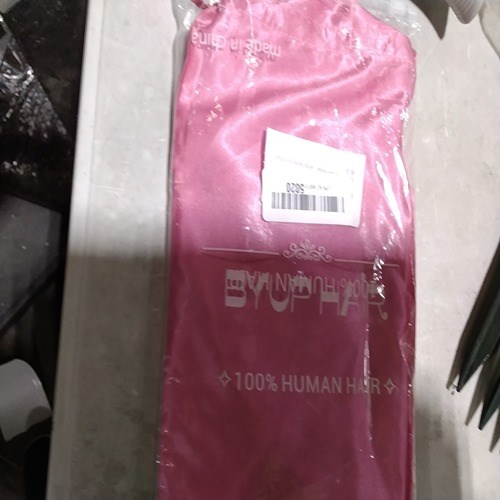 made in china
5020
BYUP HAIR
100% HUMAN HAIR
✧100% HUMAN HAIR✧